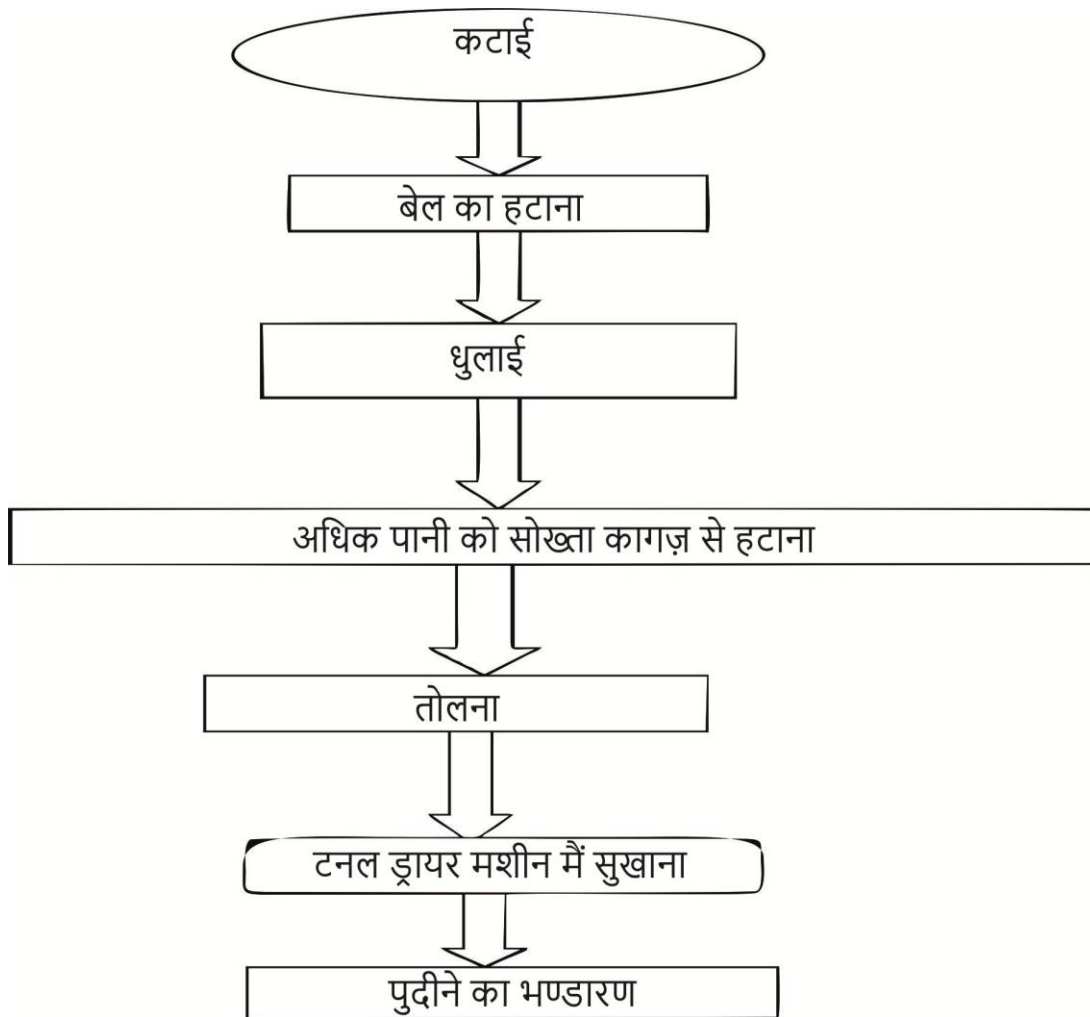 कटाई
बेल का हटाना
धुलाई
अधिक पानी को सोख्ता कागज़ से हटाना
तोलना
टनल ड्रायर मशीन मैं सुखाना
पुदीने का भण्डारण